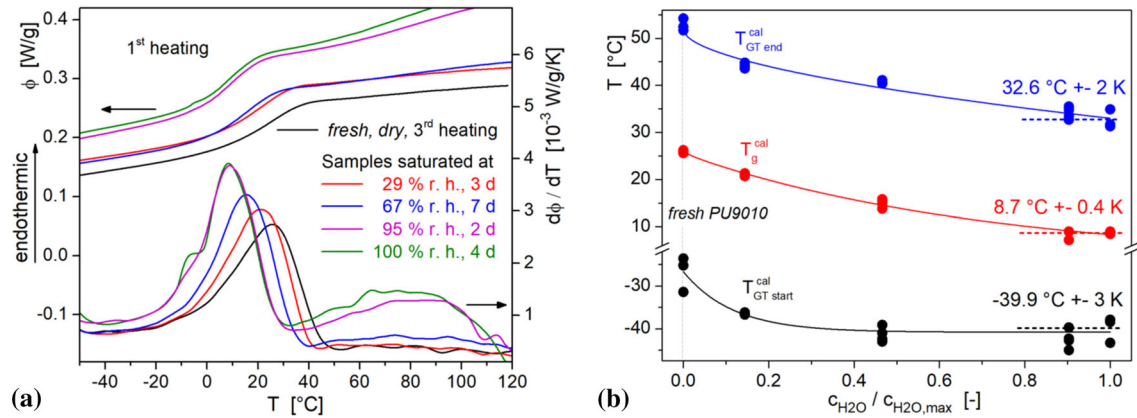 0.4
0.3
0.2
0.1
0.0
-0.1
ϕ [W/g]
endothermic
1st heating
fresh, dry, 3rd heating
Samples saturated at
29 % r. h., 3 d
67 % r. h., 7 d
95 % r. h., 2 d
100 % r. h., 4 d
6
5
4
3
2
1
dϕ / dT [10⁻³ W/g/K]
-40 -20 0 20 40 60 80 100 120
T [°C]
(a)
T [°C]
50
40
30
20
10
-30
-40
T GT end cal
32.6 °C +- 2 K
T g cal
fresh PU9010
8.7 °C +- 0.4 K
T GT start cal
-39.9 °C +- 3 K
0.0 0.2 0.4 0.6 0.8 1.0
cH2O / cH2O,max [-]
(b)